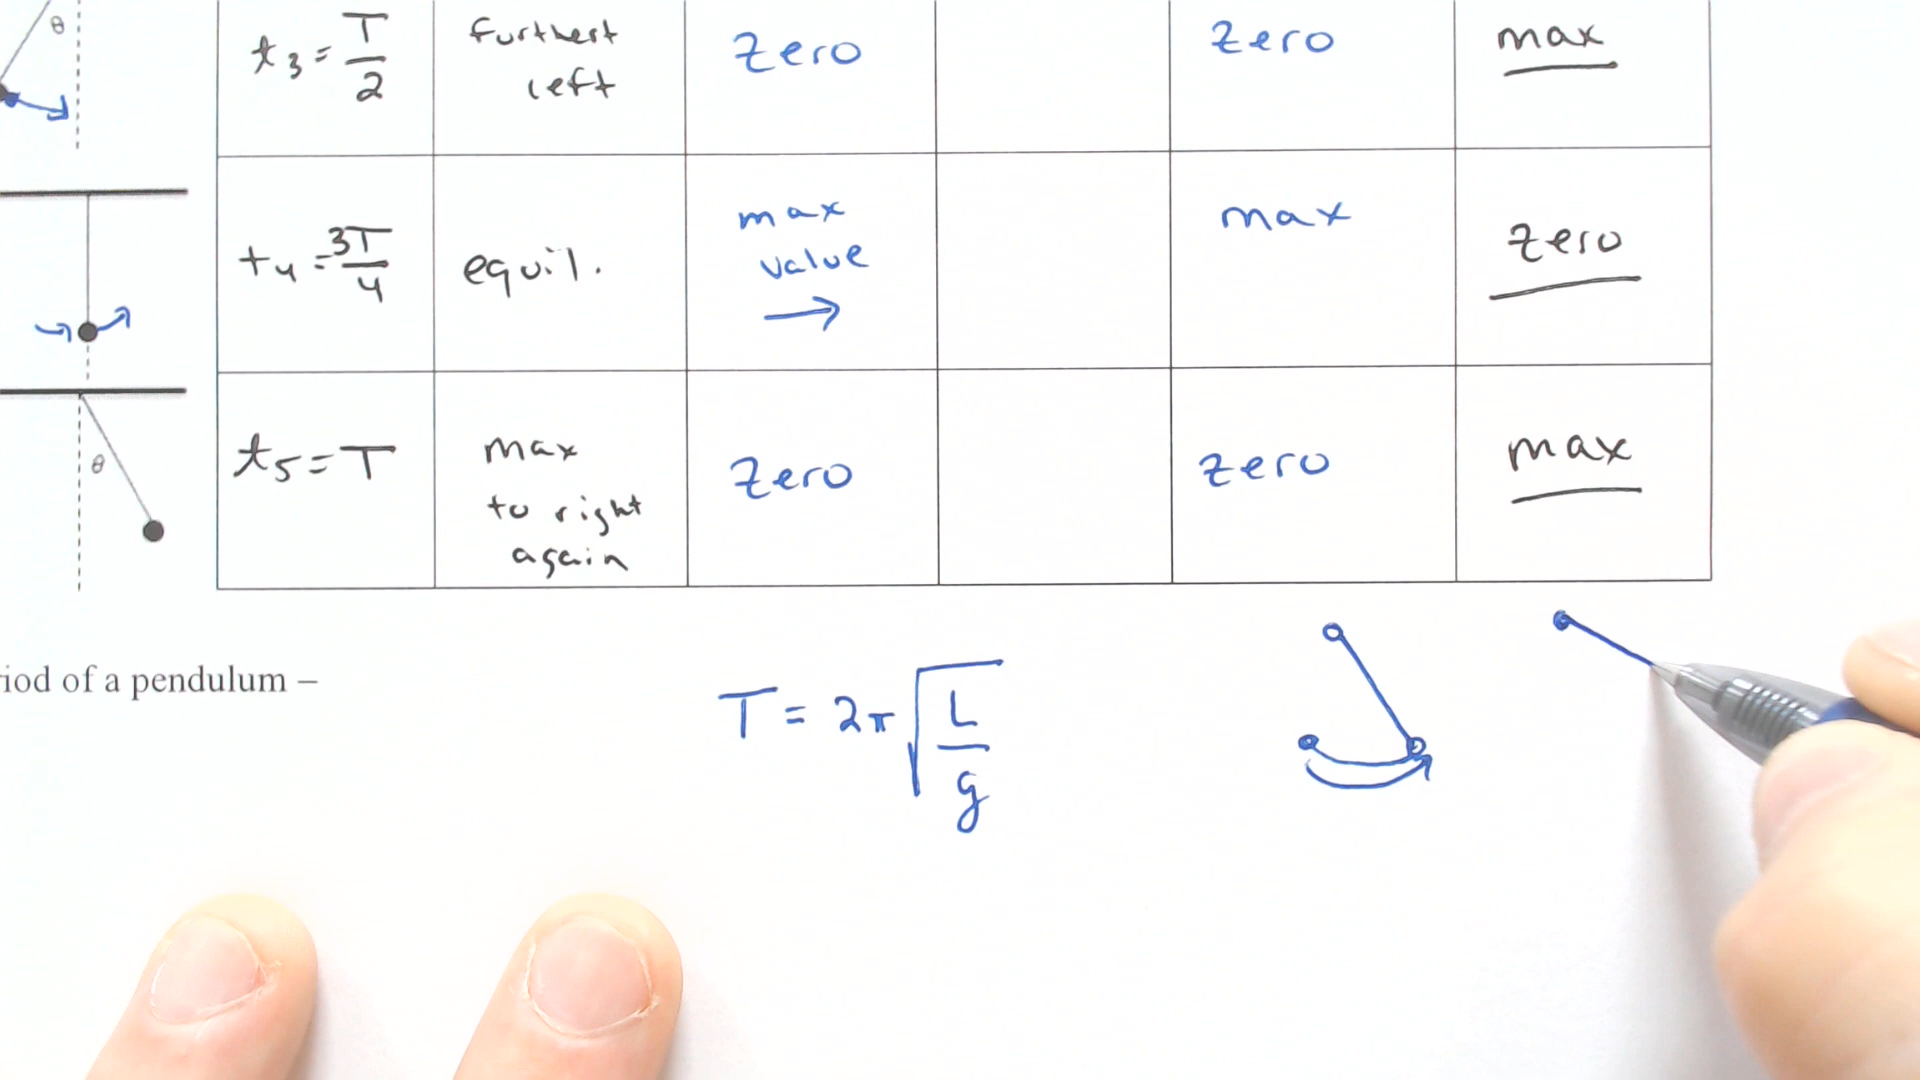 θ
t₃ = T/2
furthest
left
zero
zero
max
t₄ = 3T/4
equil.
max
value
→
max
zero
θ
t₅ = T
max
to right
again
zero
zero
max
iod of a pendulum –
T = 2π√(L/g)